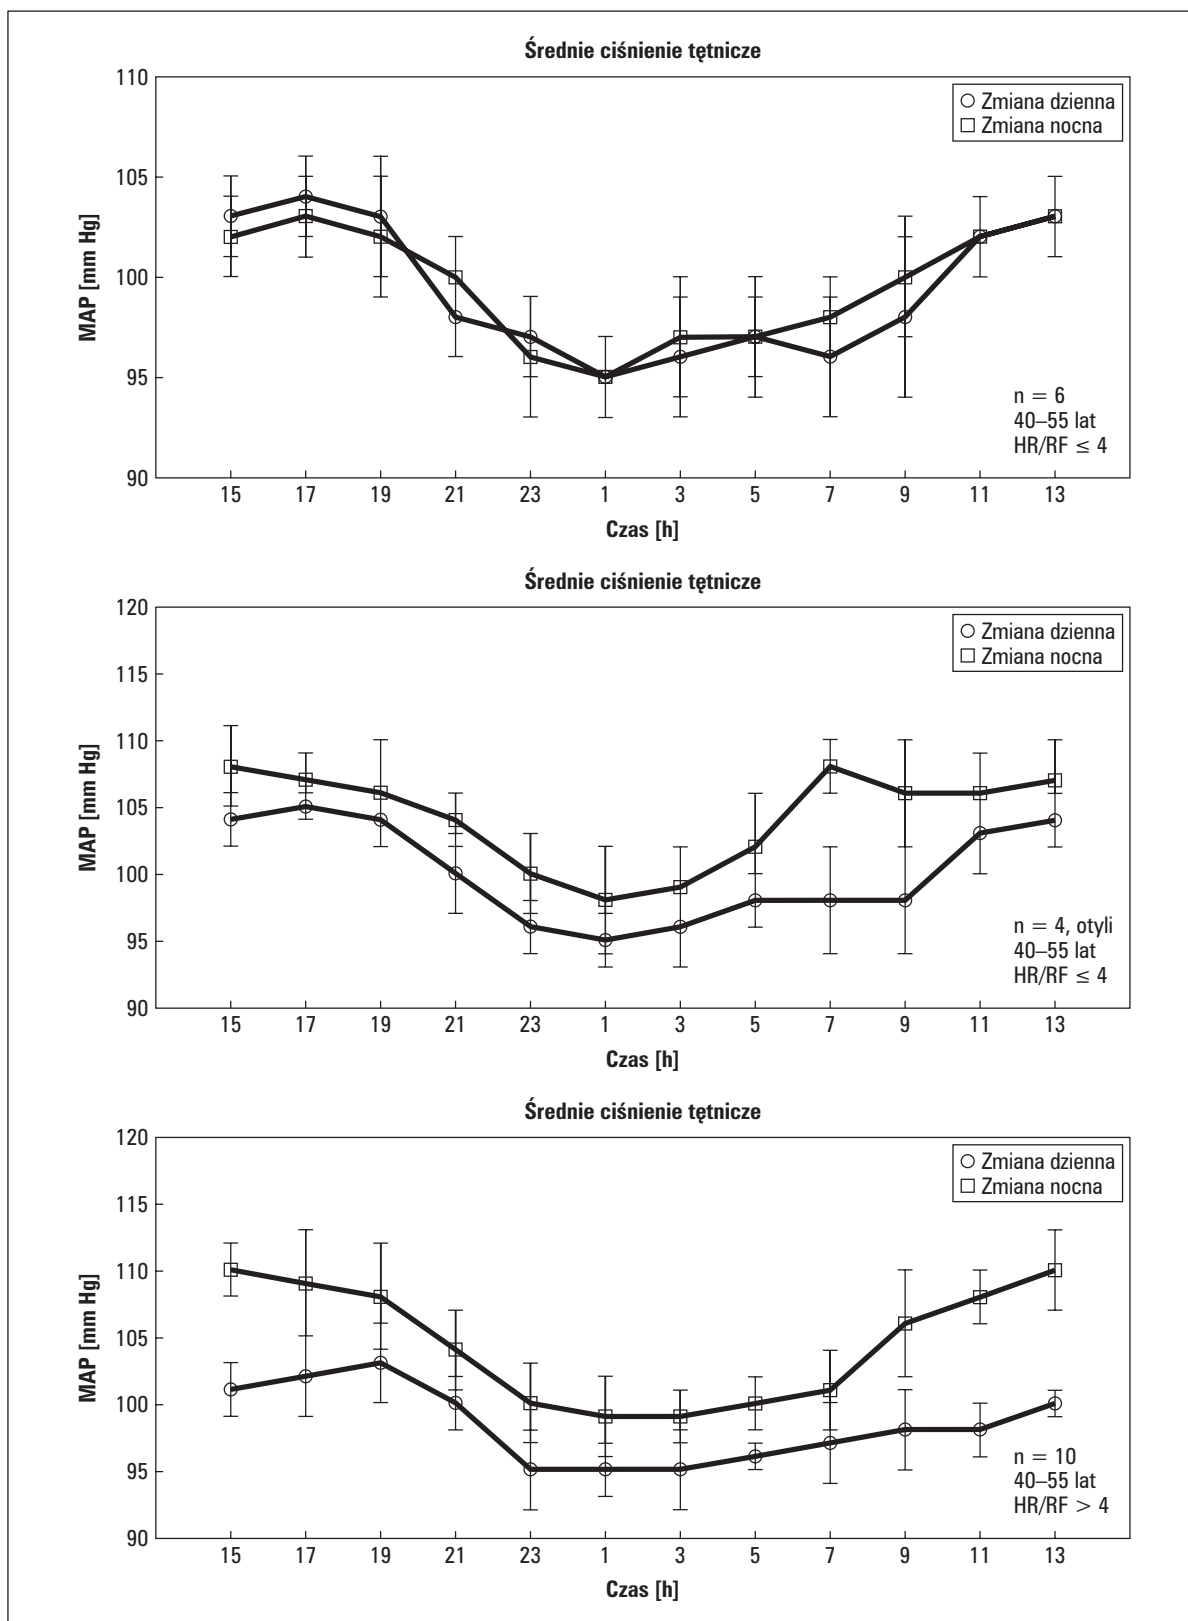 Średnie ciśnienie tętnicze
110
105
100
95
90
MAP [mm Hg]
Zmiana dzienna
Zmiana nocna
n = 6
40–55 lat
HR/RF ≤ 4
15 17 19 21 23 1 3 5 7 9 11 13
Czas [h]
Średnie ciśnienie tętnicze
120
115
110
105
100
95
90
MAP [mm Hg]
Zmiana dzienna
Zmiana nocna
n = 4, otyli
40–55 lat
HR/RF ≤ 4
15 17 19 21 23 1 3 5 7 9 11 13
Czas [h]
Średnie ciśnienie tętnicze
120
115
110
105
100
95
90
MAP [mm Hg]
Zmiana dzienna
Zmiana nocna
n = 10
40–55 lat
HR/RF > 4
15 17 19 21 23 1 3 5 7 9 11 13
Czas [h]